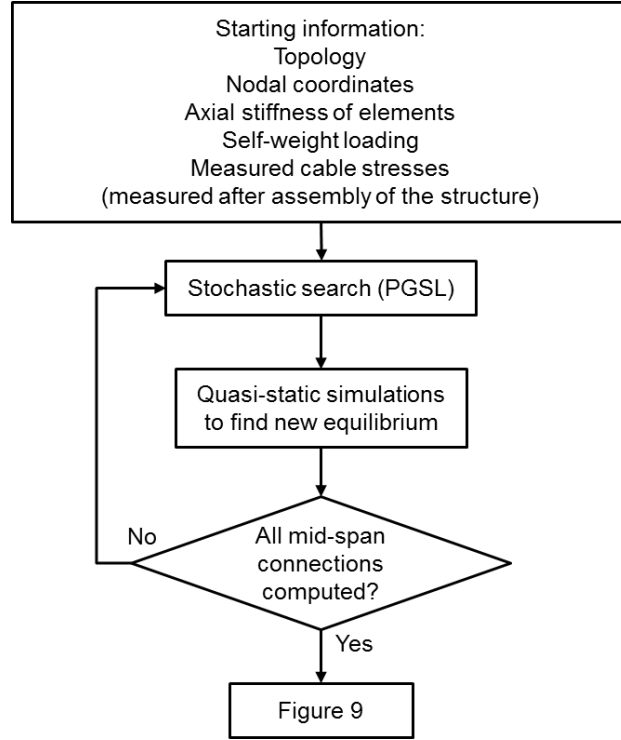 Starting information:
Topology
Nodal coordinates
Axial stiffness of elements
Self-weight loading
Measured cable stresses
(measured after assembly of the structure)
Stochastic search (PGSL)
Quasi-static simulations
to find new equilibrium
No
All mid-span
connections
computed?
Yes
Figure 9